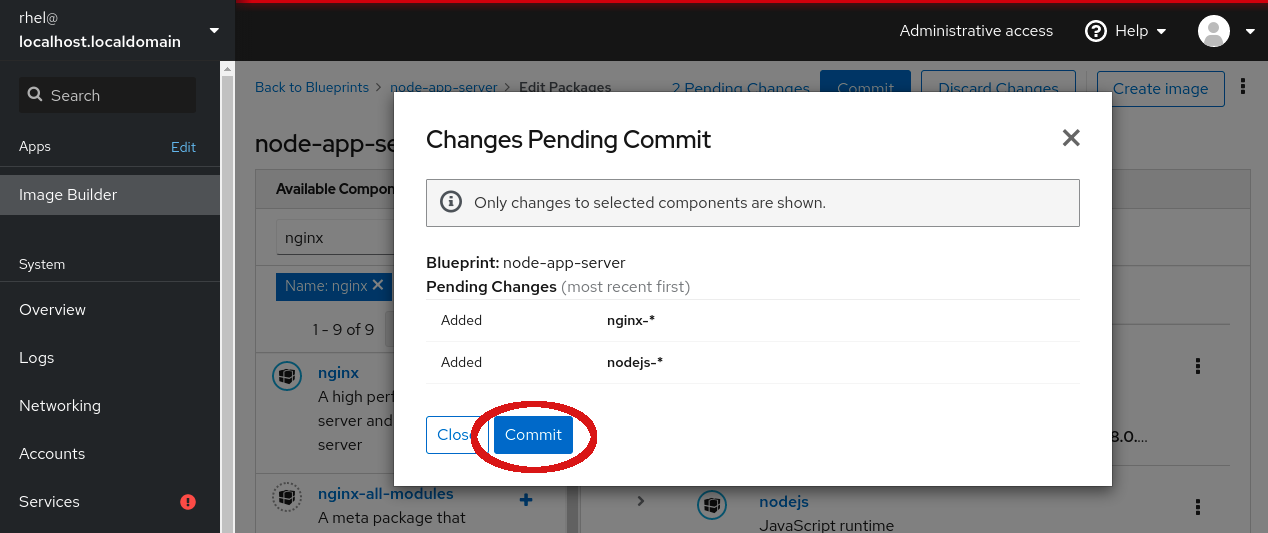 rhel@
localhost.localdomain
Administrative access
Help
Search
Apps
Edit
Image Builder
System
Overview
Logs
Networking
Accounts
Services
Back to Blueprints
node-app-server
Edit Packages
2 Pending Changes
Commit
Discard Changes
Create image
node-app-se
Available Compon
nginx
Name: nginx
1 - 9 of 9
nginx
A high perf
server and
server
nginx-all-modules
A meta package that
Changes Pending Commit
Only changes to selected components are shown.
Blueprint: node-app-server
Pending Changes (most recent first)
Added nginx-*
Added nodejs-*
Close
Commit
8.0....
nodejs
JavaScript runtime